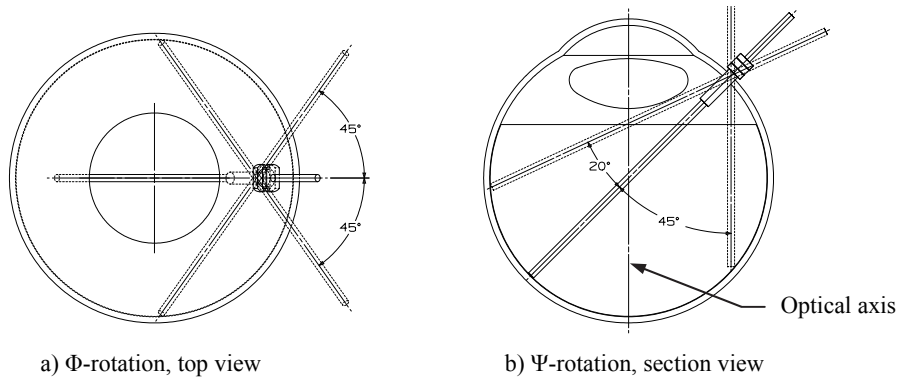 45°
45°
20°
45°
Optical axis
a) Φ-rotation, top view
b) Ψ-rotation, section view